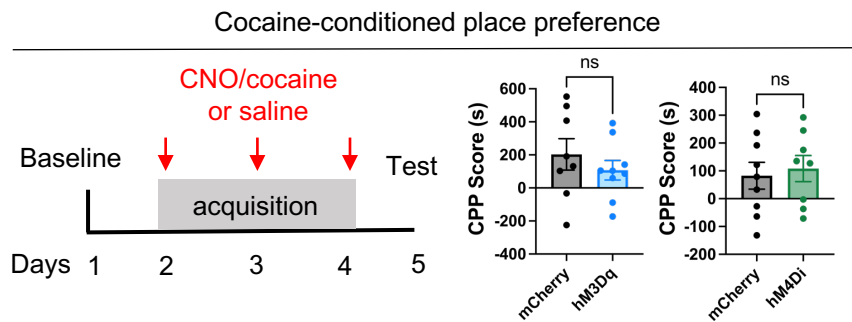 Cocaine-conditioned place preference
CNO/cocaine
or saline
Baseline
Test
acquisition
Days 1 2 3 4 5
ns
CPP Score (s)
600
400
200
0
-200
-400
mCherry
hM3Dq
ns
CPP Score (s)
400
300
200
100
0
-100
-200
mCherry
hM4Di